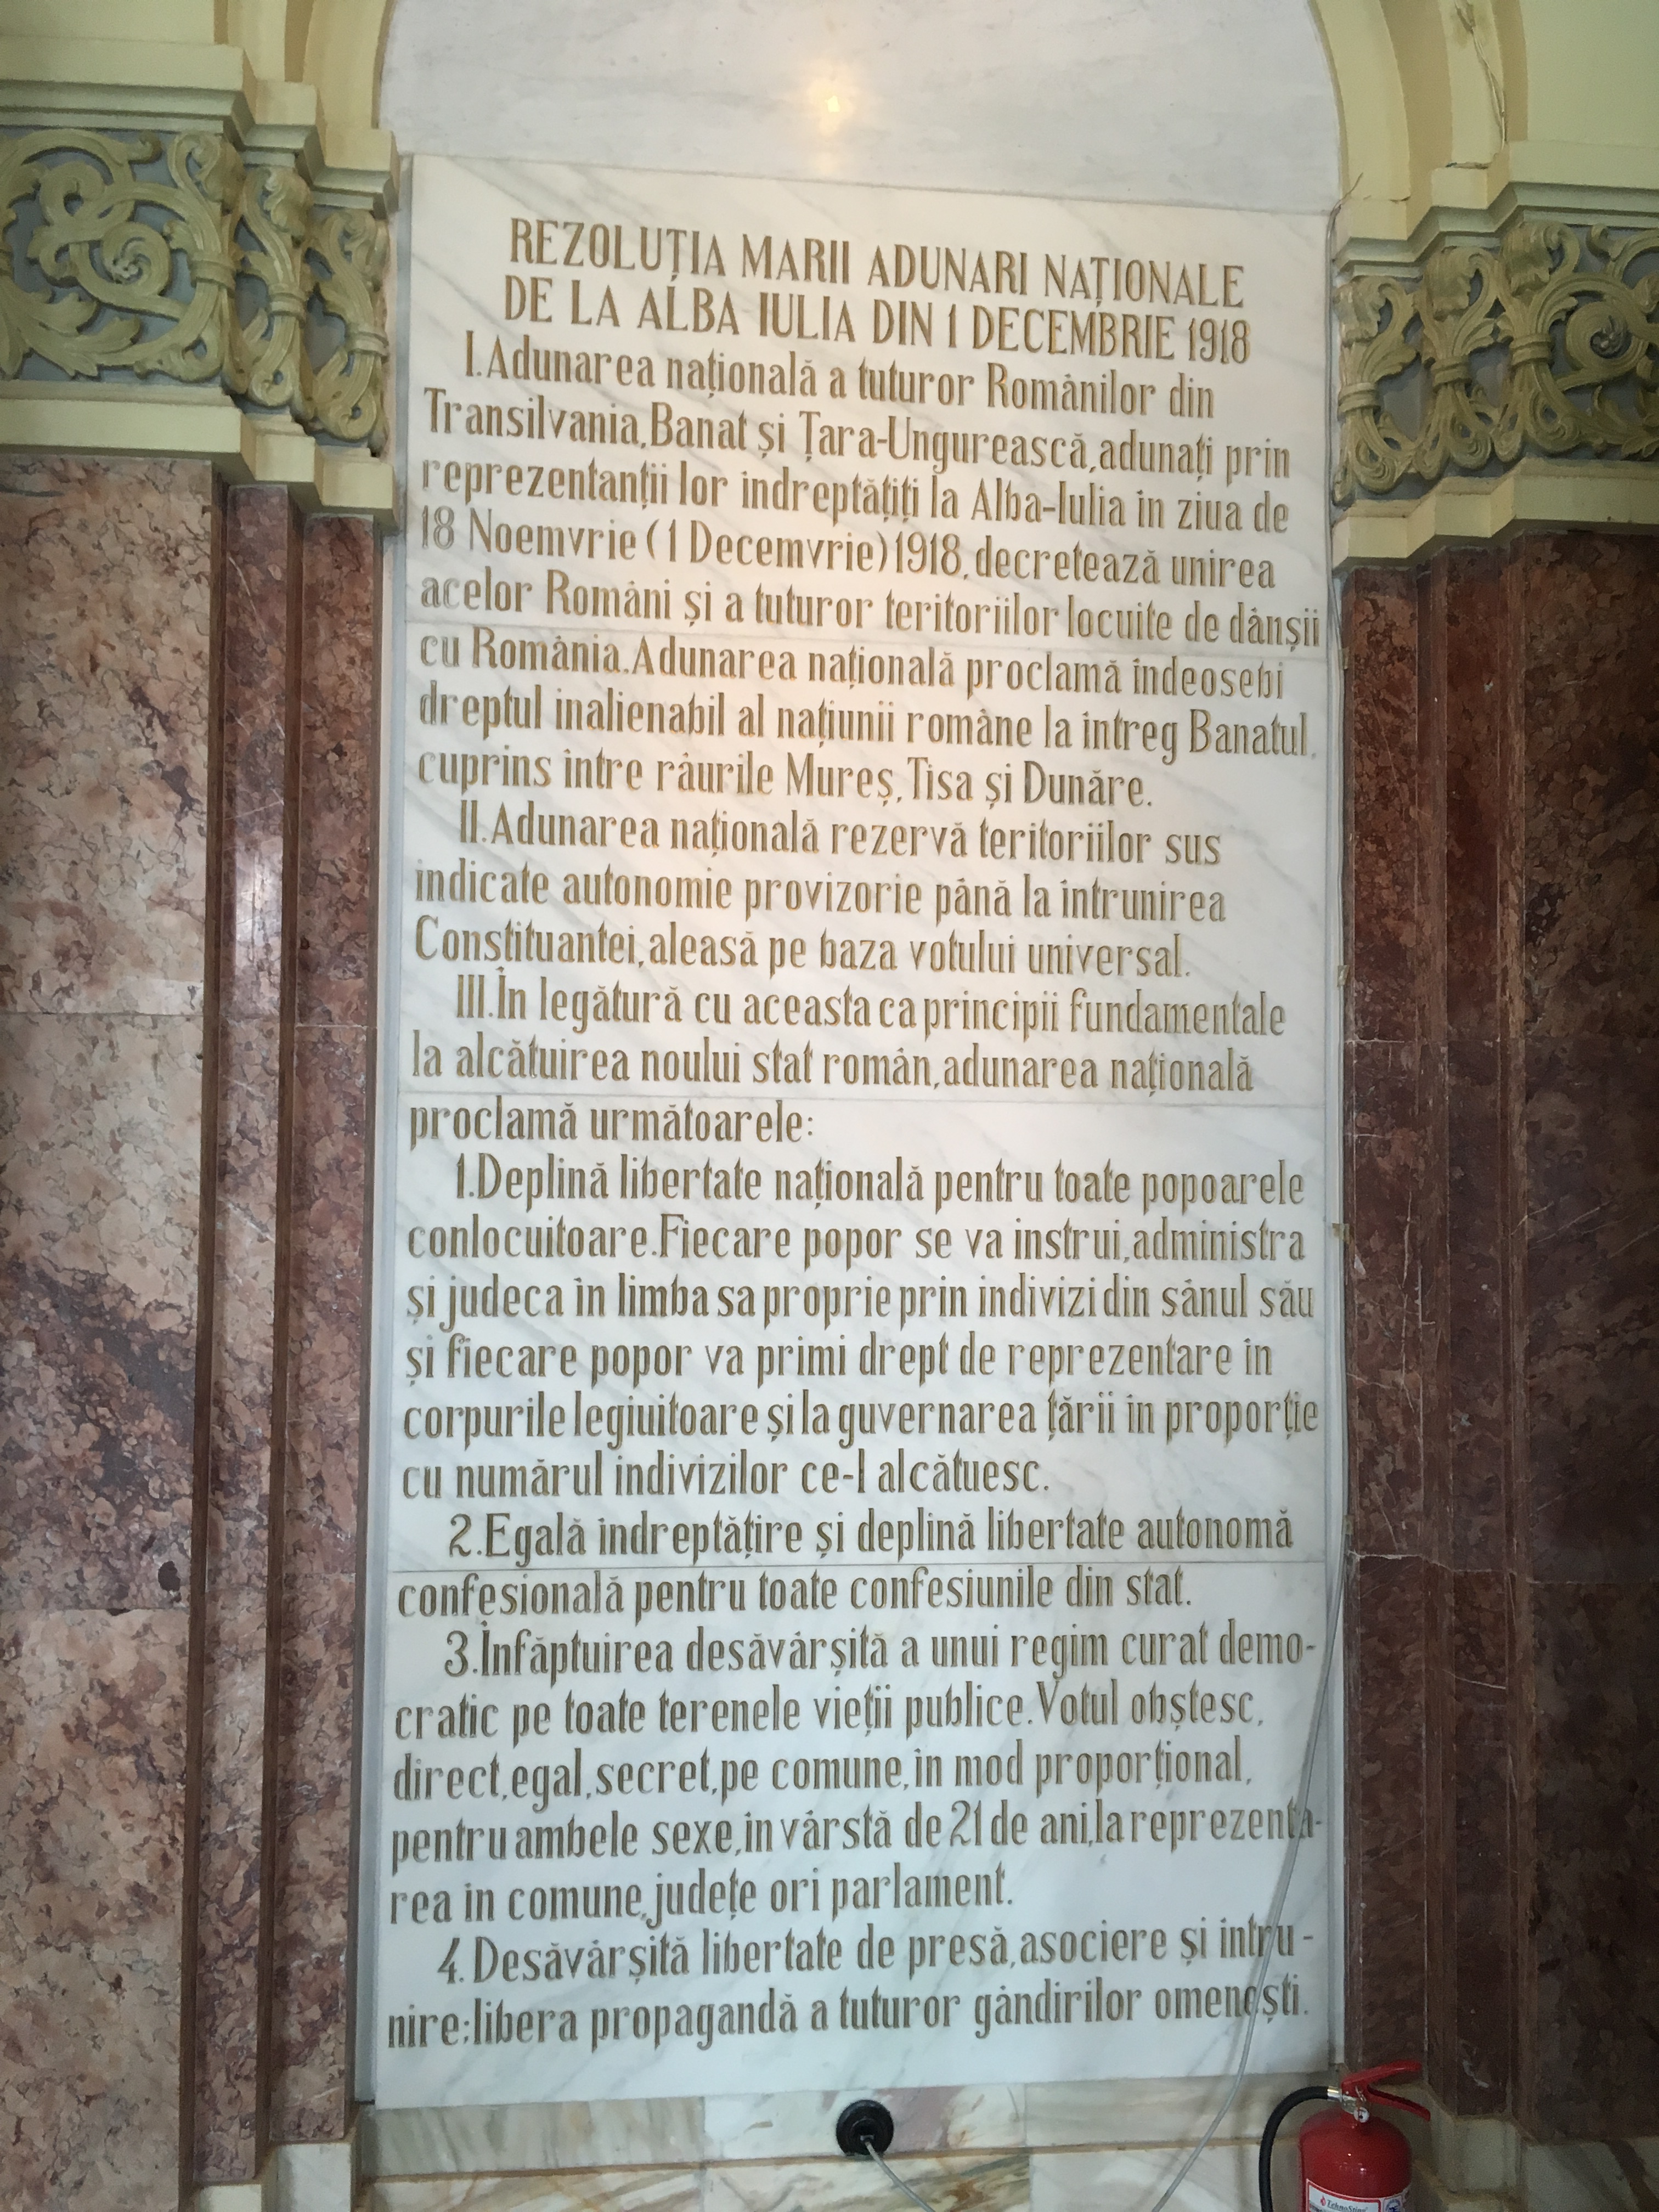 REZOLUȚIA MARII ADUNARI NAȚIONALE
DE LA ALBA IULIA DIN 1 DECEMBRIE 1918
I.Adunarea națională a tuturor Românilor din
Transilvania,Banat și Țara-Ungurească,adunați prin
reprezentanții lor îndreptățiți la Alba-Iulia în ziua de
18 Noemvrie (1 Decemvrie) 1918, decretează unirea
acelor Români și a tuturor teritoriilor locuite de dânșii
cu România.Adunarea națională proclamă îndeosebi
dreptul inalienabil al națiunii române la întreg Banatul,
cuprins între râurile Mureș,Tisa și Dunăre.
II.Adunarea națională rezervă teritoriilor sus
indicate autonomie provizorie până la întrunirea
Constituantei,aleasă pe baza votului universal.
III.În legătură cu aceasta ca principii fundamentale
la alcătuirea noului stat român,adunarea națională
proclamă următoarele:
1.Deplină libertate națională pentru toate popoarele
conlocuitoare.Fiecare popor se va instrui,administra
și judeca în limba sa proprie prin indivizi din sânul său
și fiecare popor va primi drept de reprezentare în
corpurile legiuitoare și la guvernarea țării în proporție
cu numărul indivizilor ce-l alcătuesc.
2.Egală îndreptățire și deplină libertate autonomă
confesională pentru toate confesiunile din stat.
3.Înfăptuirea desăvârșită a unui regim curat demo-
cratic pe toate terenele vieții publice.Votul obștesc,
direct,egal,secret,pe comune,în mod proporțional,
pentru ambele sexe,în vârstă de 21 de ani,la reprezenta-
rea în comune,județe ori parlament.
4. Desăvârșită libertate de presă,asociere și întru-
nire;libera propagandă a tuturor gândirilor omenești.